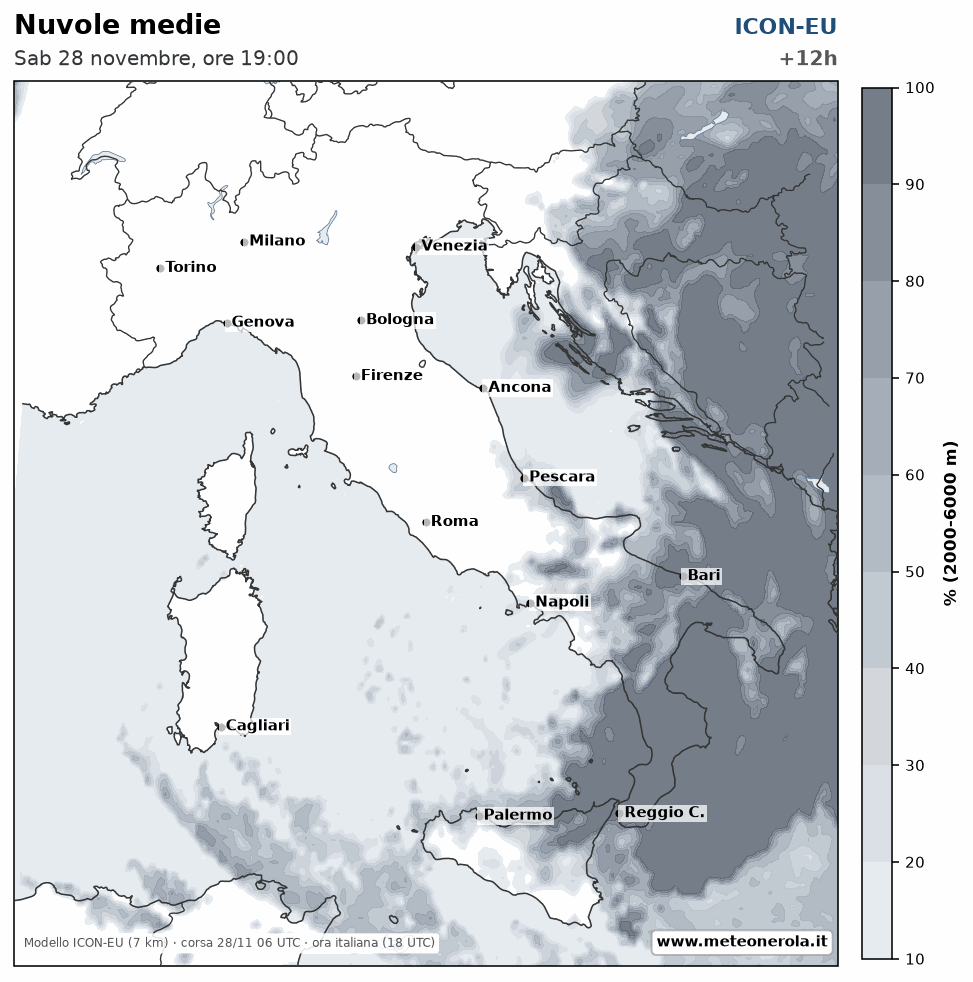 Nuvole medie
ICON-EU
Sab 28 novembre, ore 19:00
+12h
100
90
80
70
60
50
40
30
20
10
% (2000-6000 m)
Venezia
Milano
Torino
Bologna
Genova
Firenze
Ancona
Pescara
Roma
Bari
Napoli
Cagliari
Palermo
Reggio C.
Modello ICON-EU (7 km) · corsa 28/11 06 UTC · ora italiana (18 UTC)
www.meteonerola.it